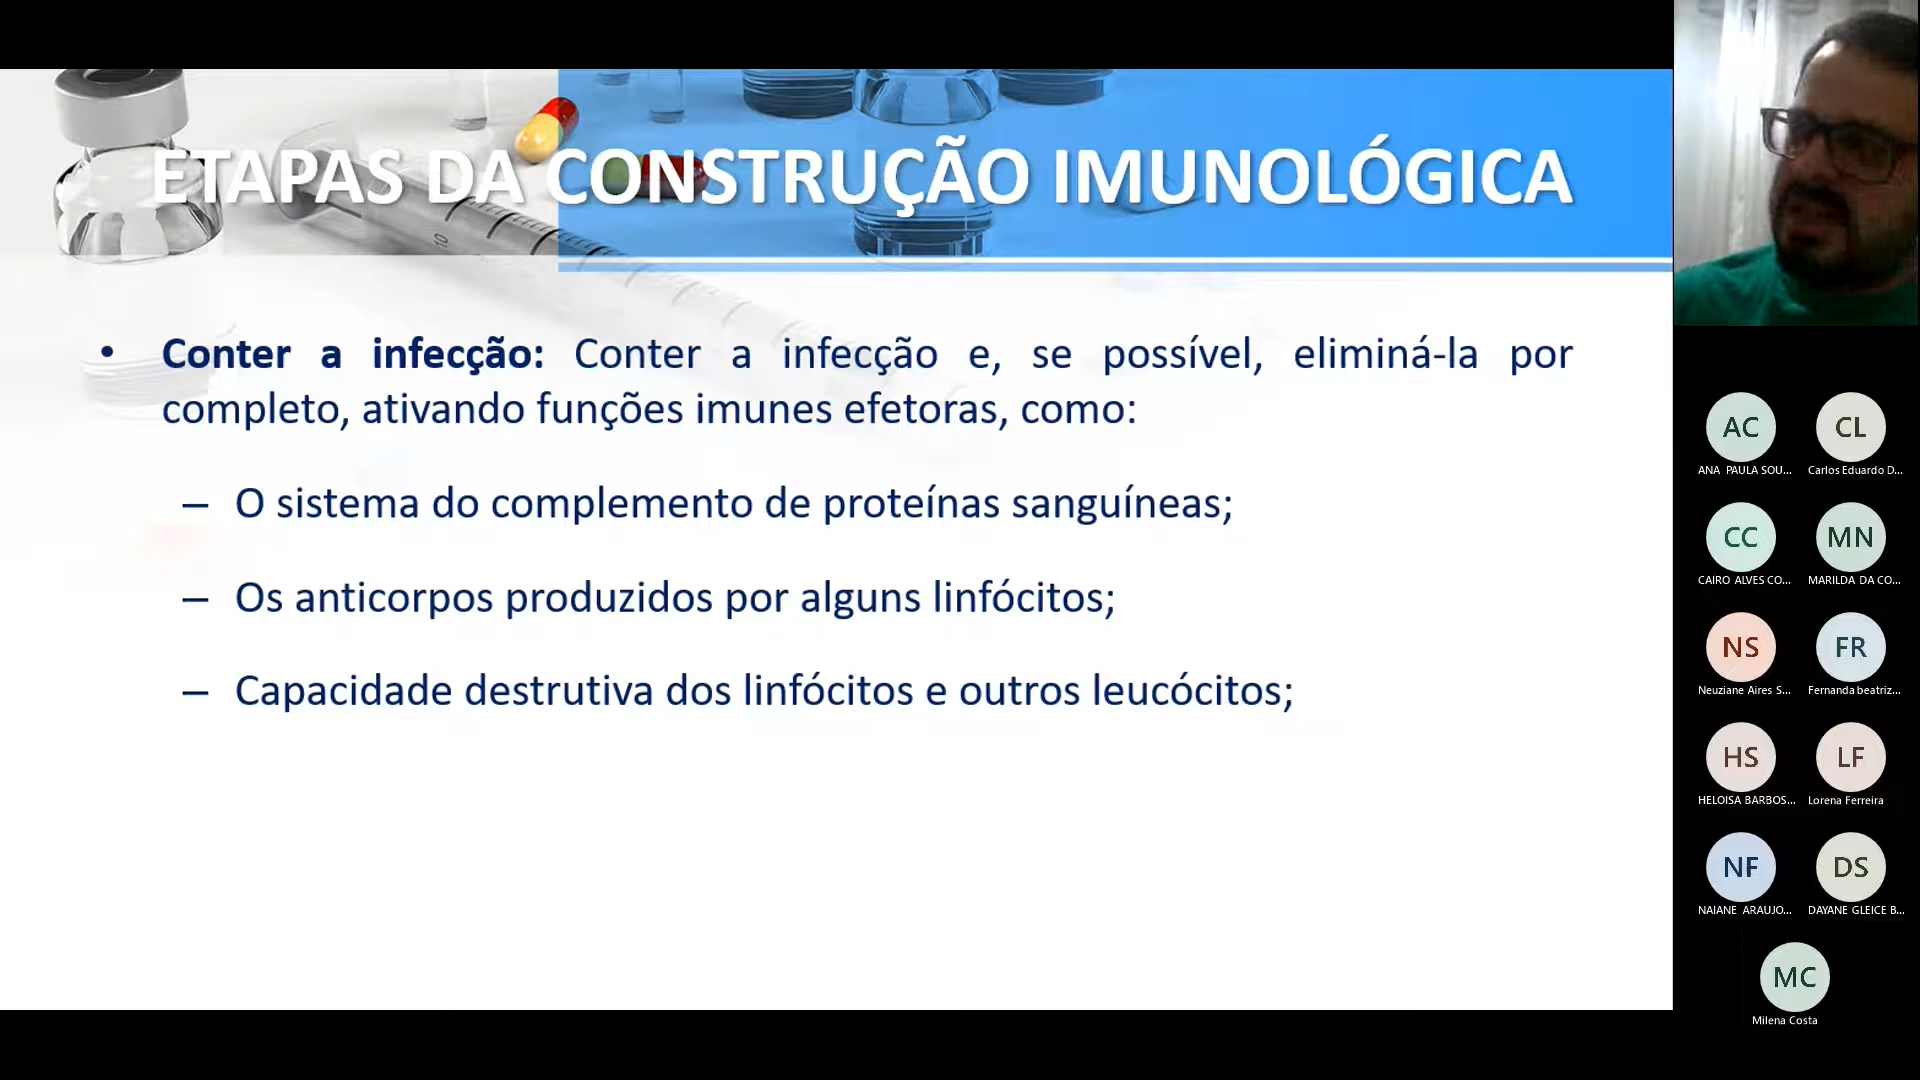 ETAPAS DA CONSTRUÇÃO IMUNOLÓGICA
• Conter a infecção: Conter a infecção e, se possível, eliminá-la por
completo, ativando funções imunes efetoras, como:
– O sistema do complemento de proteínas sanguíneas;
– Os anticorpos produzidos por alguns linfócitos;
– Capacidade destrutiva dos linfócitos e outros leucócitos;
10
AC
ANA PAULA SOU...
CL
Carlos Eduardo D...
CC
CAIRO ALVES CO...
MN
MARILDA DA CO...
NS
Neuziane Aires S...
FR
Fernanda beatriz...
HS
HELOISA BARBOS...
LF
Lorena Ferreira
NF
NAIANE ARAUJO...
DS
DAYANE GLEICE B...
MC
Milena Costa